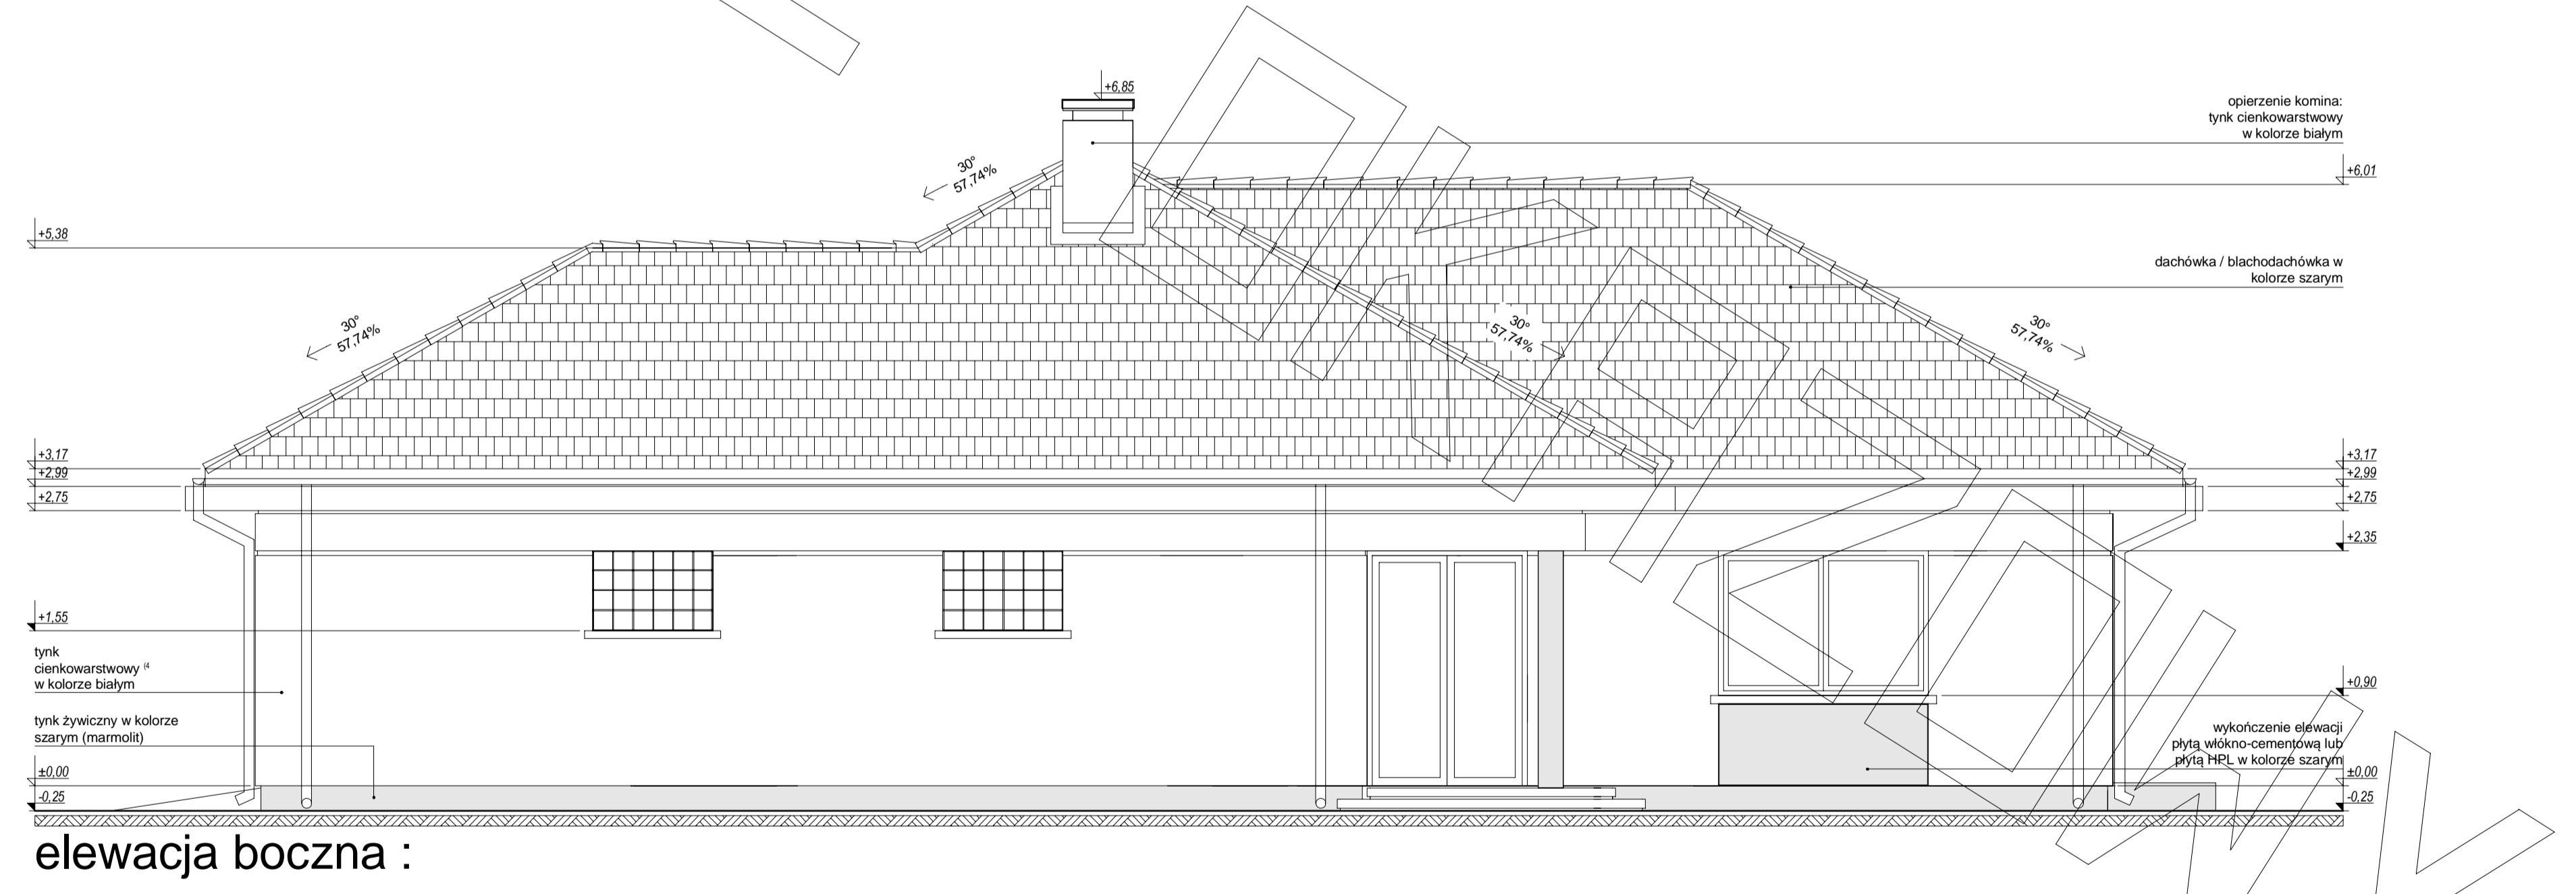 +6,85
opierzenie komina:
tynk cienkowarstwowy
w kolorze białym
30°
57,74%
+6,01
+5,38
dachówka / blachodachówka w
kolorze szarym
30°
57,74%
30°
57,74%
30°
57,74%
+3,17
+2,99
+2,75
+3,17
+2,99
+2,75
+2,35
+1,55
tynk
cienkowarstwowy (4
w kolorze białym
+0,90
tynk żywiczny w kolorze
szarym (marmolit)
wykończenie elewacji
płytą włókno-cementową lub
płytą HPL w kolorze szarym
±0,00
-0,25
±0,00
-0,25
elewacja boczna :